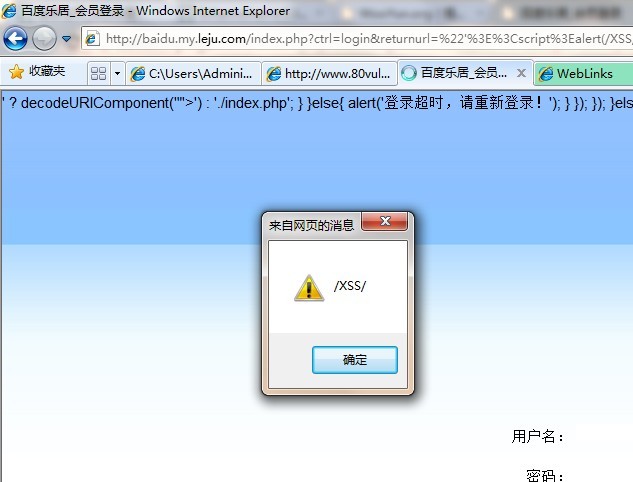 百度乐居_会员登录 - Windows Internet Explorer
http://baidu.my.leju.com/index.php?ctrl=login&returnurl=%22'%3E%3Cscript%3Ealert(/XSS/
收藏夹
C:\Users\Admini...
http://www.80vul...
百度乐居_会员...
WebLinks
' ? decodeURIComponent("">') : './index.php'; } }else{ alert('登录超时，请重新登录！'); } }); }); }els
来自网页的消息
/XSS/
确定
用户名：
密码：